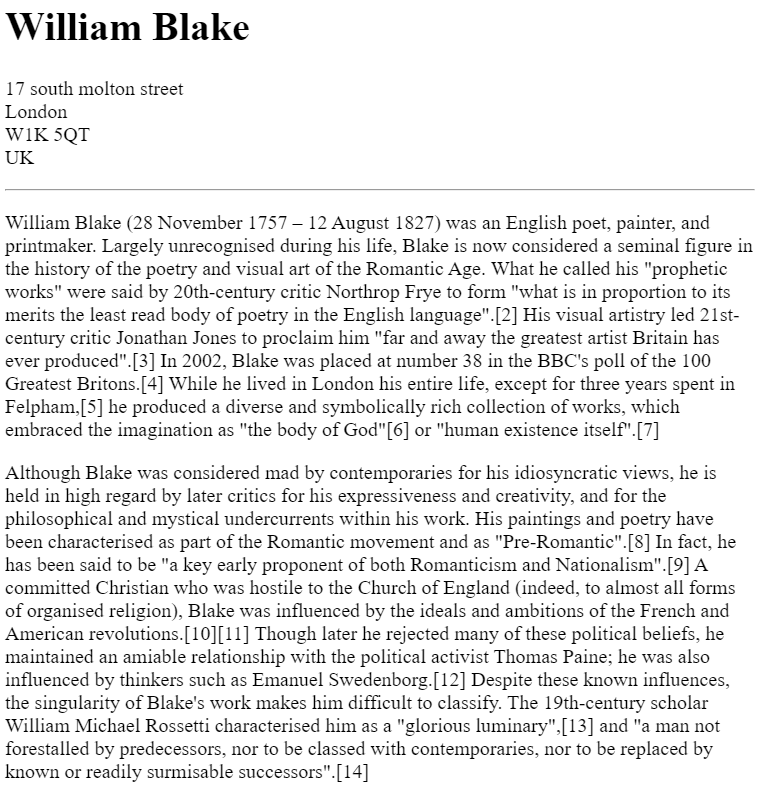 William Blake
17 south molton street
London
W1K 5QT
UK
William Blake (28 November 1757 – 12 August 1827) was an English poet, painter, and
printmaker. Largely unrecognised during his life, Blake is now considered a seminal figure in
the history of the poetry and visual art of the Romantic Age. What he called his "prophetic
works" were said by 20th-century critic Northrop Frye to form "what is in proportion to its
merits the least read body of poetry in the English language".[2] His visual artistry led 21st-
century critic Jonathan Jones to proclaim him "far and away the greatest artist Britain has
ever produced".[3] In 2002, Blake was placed at number 38 in the BBC's poll of the 100
Greatest Britons.[4] While he lived in London his entire life, except for three years spent in
Felpham,[5] he produced a diverse and symbolically rich collection of works, which
embraced the imagination as "the body of God"[6] or "human existence itself".[7]
Although Blake was considered mad by contemporaries for his idiosyncratic views, he is
held in high regard by later critics for his expressiveness and creativity, and for the
philosophical and mystical undercurrents within his work. His paintings and poetry have
been characterised as part of the Romantic movement and as "Pre-Romantic".[8] In fact, he
has been said to be "a key early proponent of both Romanticism and Nationalism".[9] A
committed Christian who was hostile to the Church of England (indeed, to almost all forms
of organised religion), Blake was influenced by the ideals and ambitions of the French and
American revolutions.[10][11] Though later he rejected many of these political beliefs, he
maintained an amiable relationship with the political activist Thomas Paine; he was also
influenced by thinkers such as Emanuel Swedenborg.[12] Despite these known influences,
the singularity of Blake's work makes him difficult to classify. The 19th-century scholar
William Michael Rossetti characterised him as a "glorious luminary",[13] and "a man not
forestalled by predecessors, nor to be classed with contemporaries, nor to be replaced by
known or readily surmisable successors".[14]